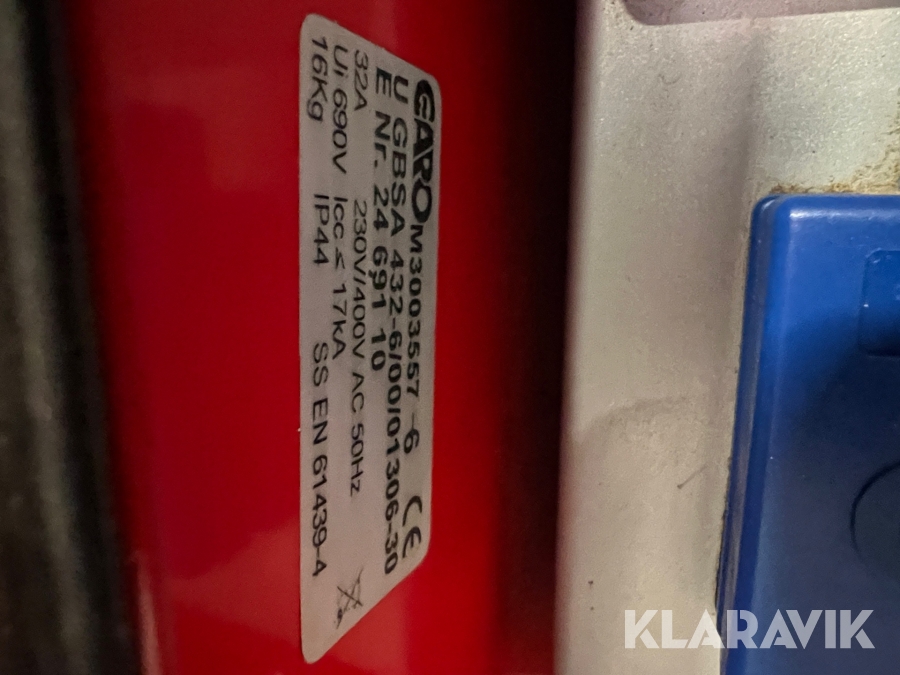 GARO M3003557 -6 CE
U GBSA 432-6/00/01306-30
E Nr. 24 691 10
32A 230V/400V AC 50Hz
Ui 690V Icc ≤ 17kA
16Kg IP44 SS EN 61439-4
KLARAVIK